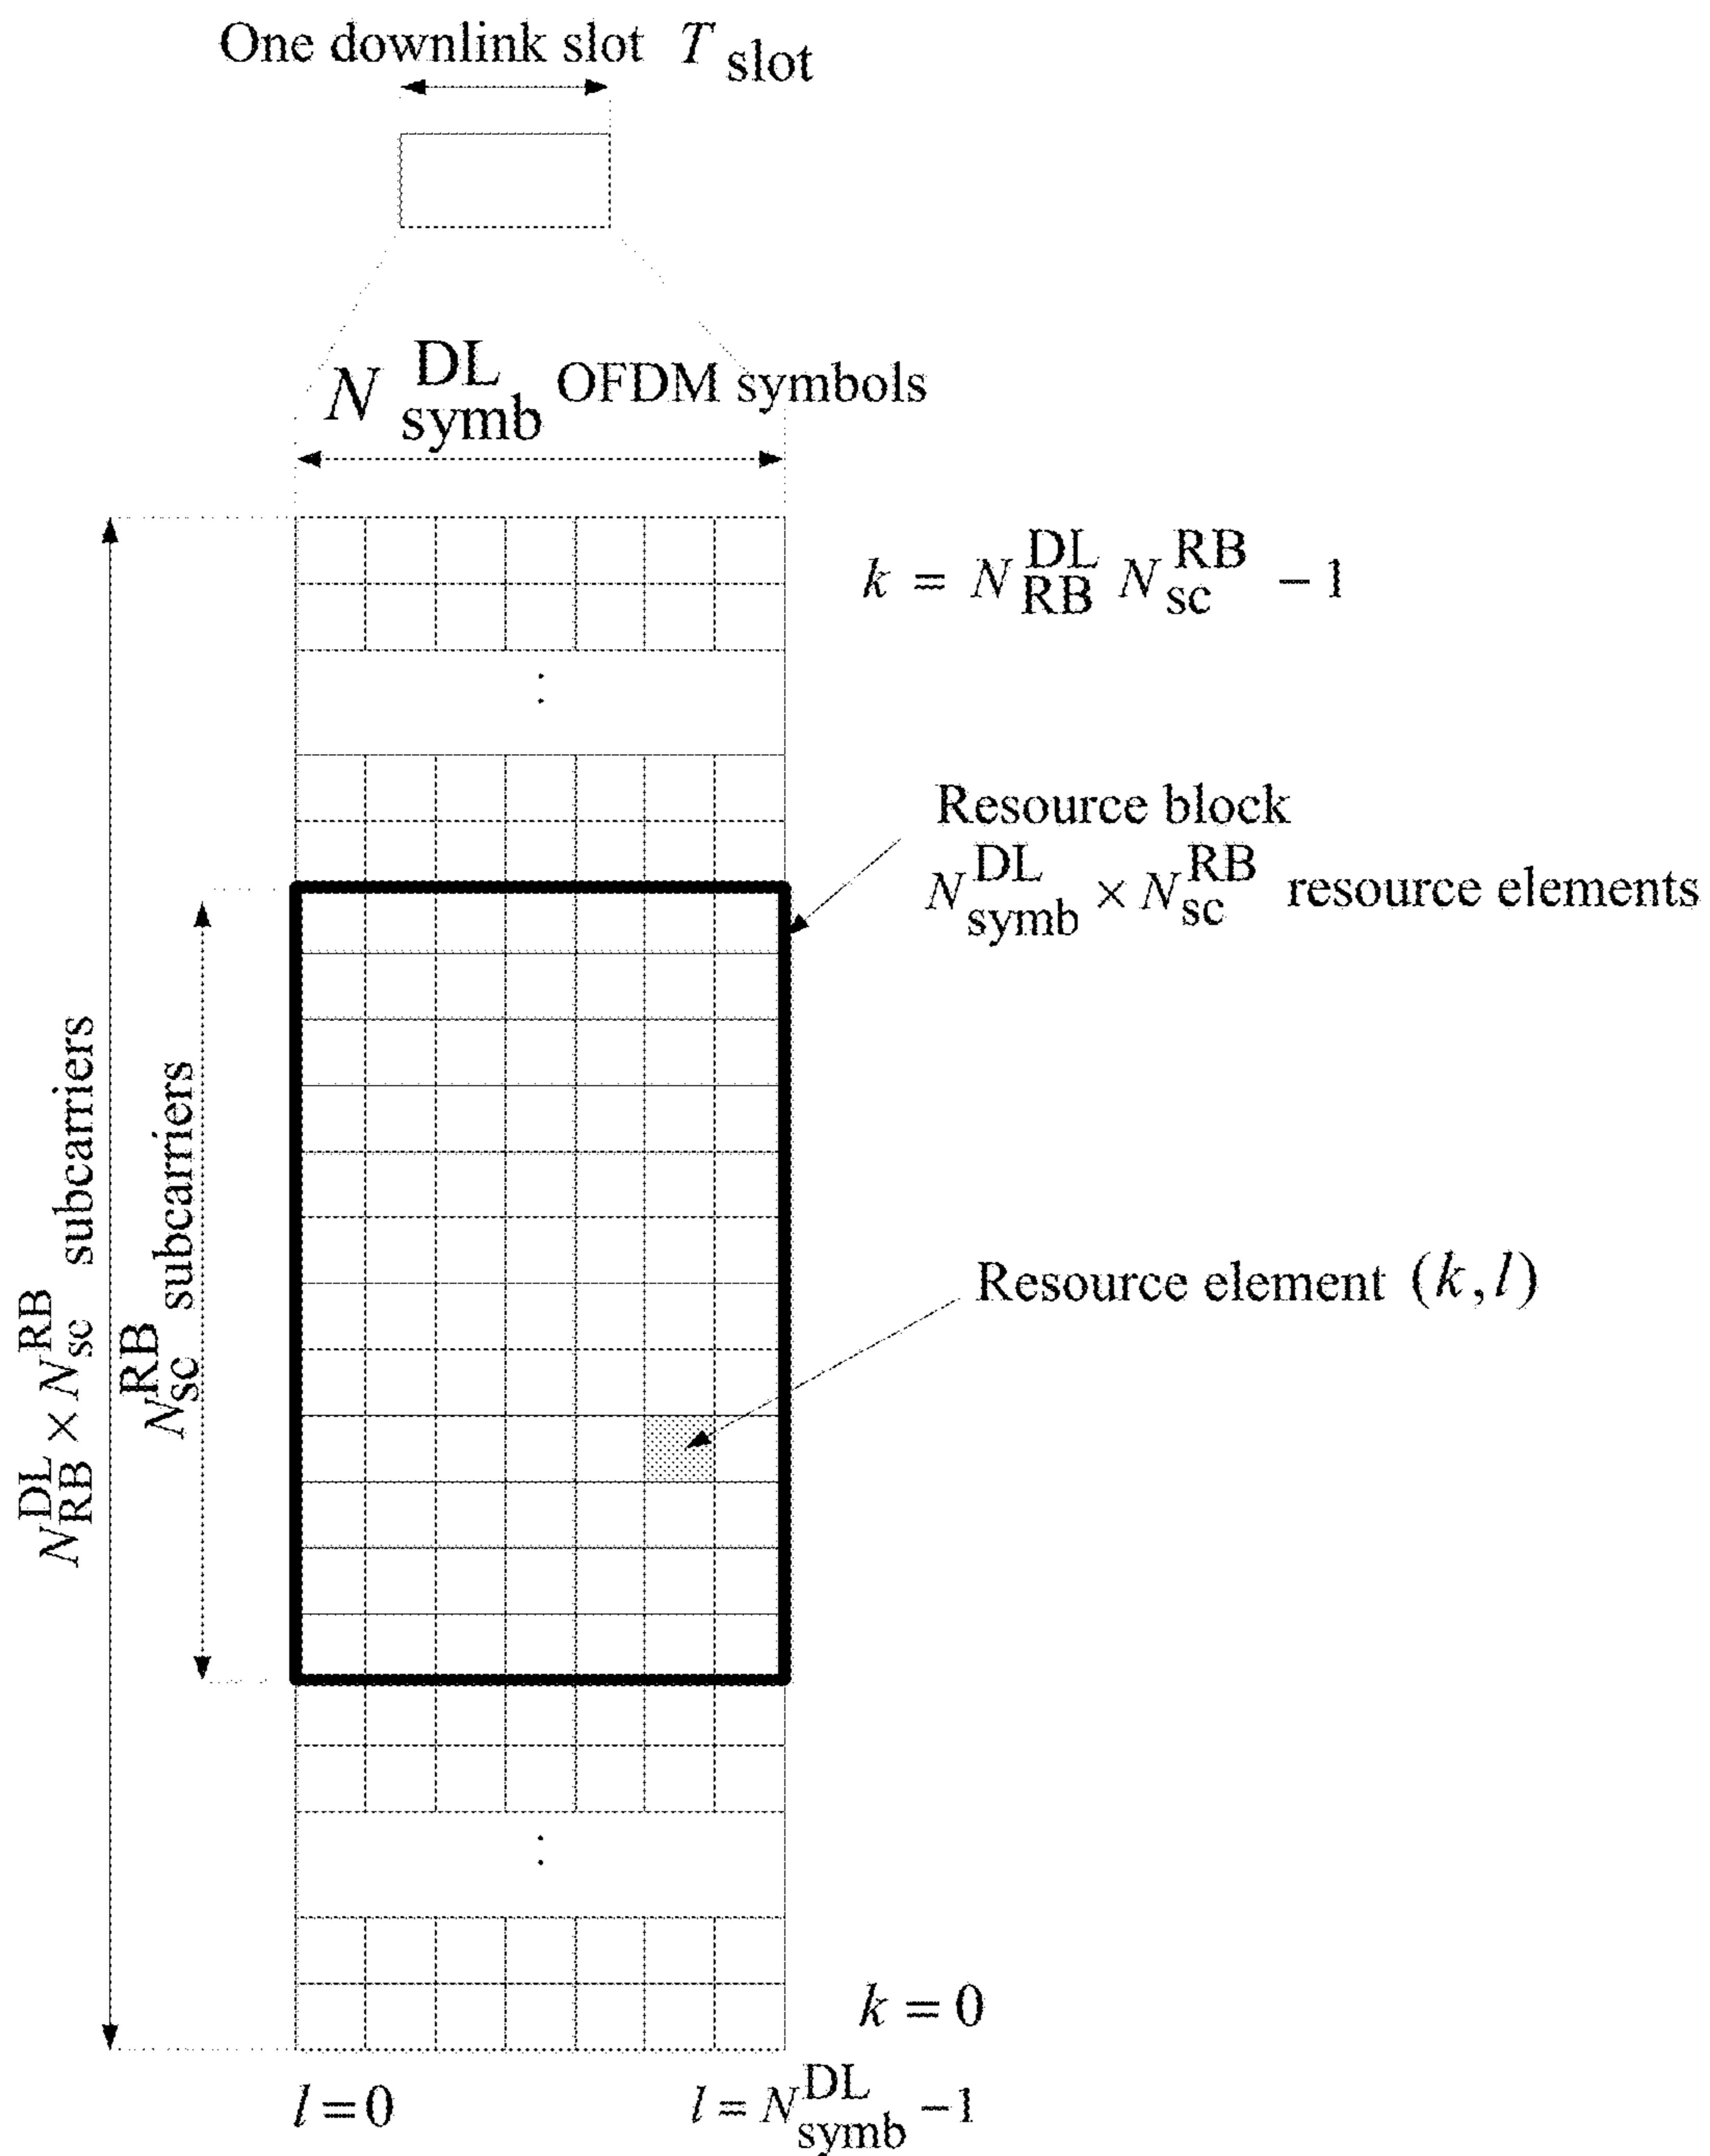 One downlink slot T slot
N DL symb OFDM symbols
k = N DL RB N RB sc − 1
Resource block
N DL symb × N RB sc resource elements
N DL RB × N RB sc subcarriers
N RB sc subcarriers
Resource element (k, l)
k = 0
l = 0
l = N DL symb − 1